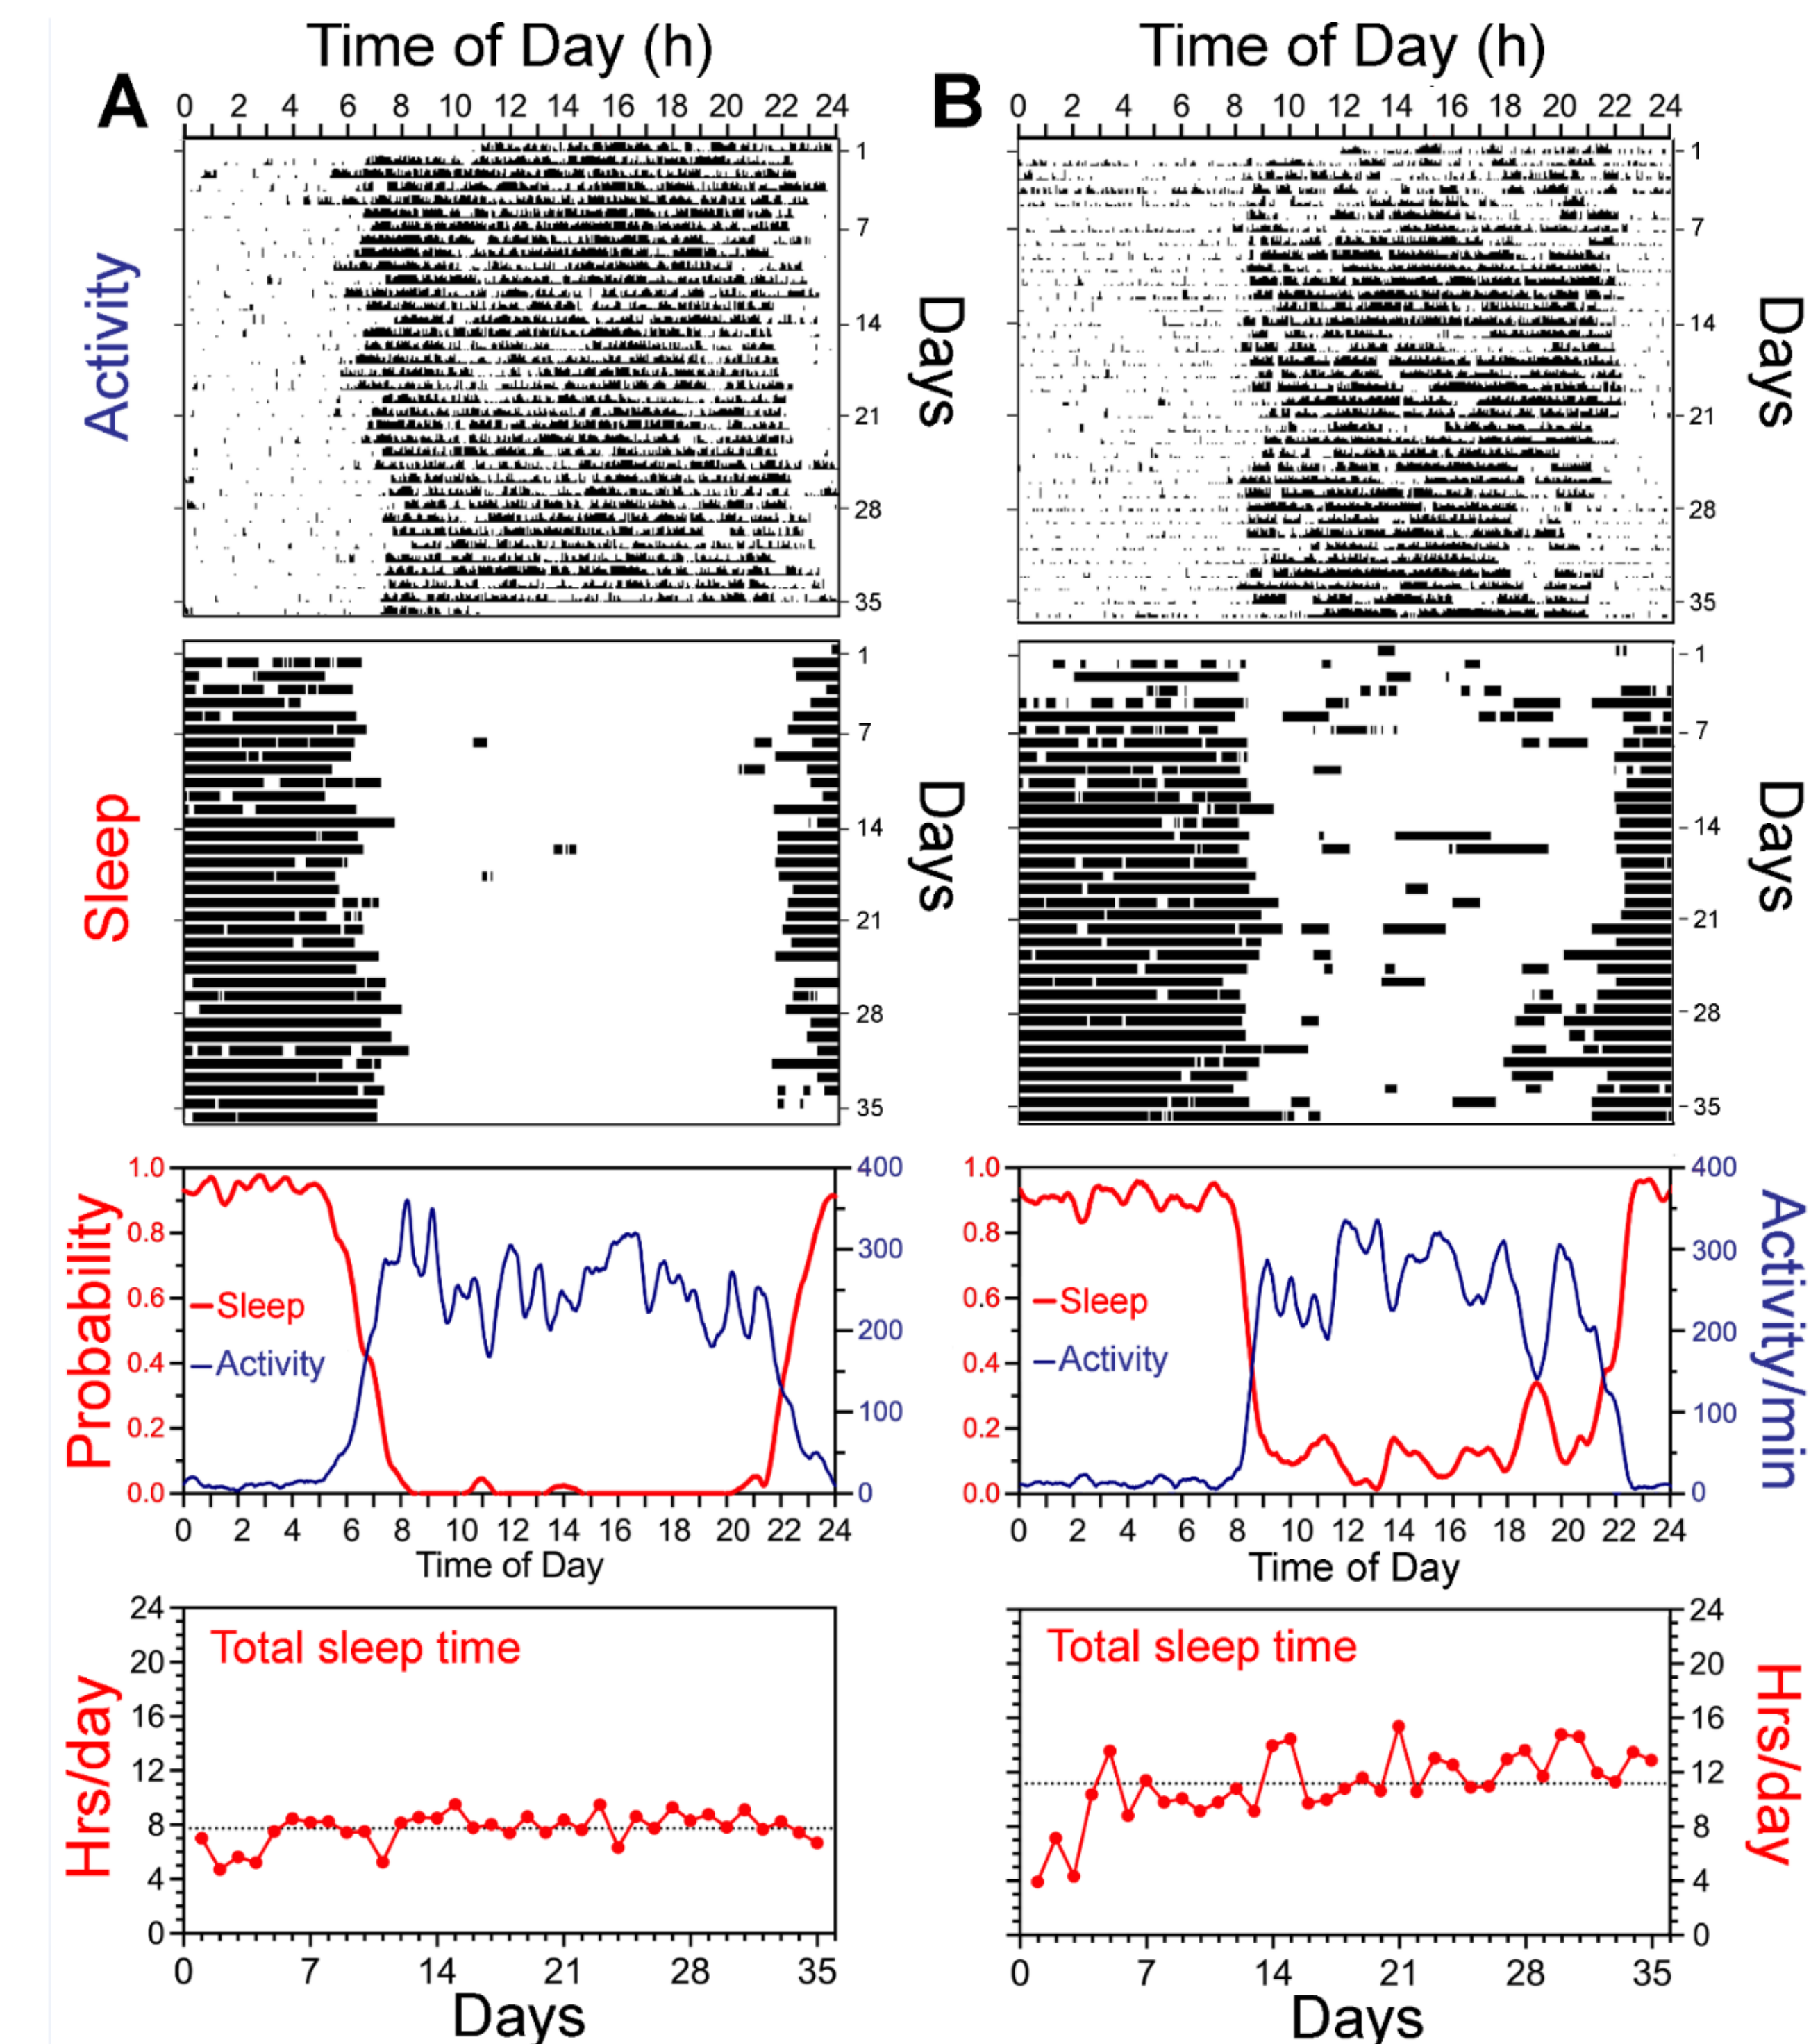 Time of Day (h)
Time of Day (h)
A
0 2 4 6 8 10 12 14 16 18 20 22 24
B
0 2 4 6 8 10 12 14 16 18 20 22 24
Activity
1
7
14
21
28
35
Days
1
7
14
21
28
35
Days
Sleep
1
7
14
21
28
35
Days
1
7
14
21
28
35
Days
Probability
1.0
0.8
0.6
0.4
0.2
0.0
Sleep
Activity
400
300
200
100
0
0 2 4 6 8 10 12 14 16 18 20 22 24
Time of Day
1.0
0.8
0.6
0.4
0.2
0.0
Sleep
Activity
400
300
200
100
0
Activity/min
0 2 4 6 8 10 12 14 16 18 20 22 24
Time of Day
Hrs/day
24
20
16
12
8
4
0
Total sleep time
0 7 14 21 28 35
Days
Total sleep time
24
20
16
12
8
4
0
Hrs/day
0 7 14 21 28 35
Days